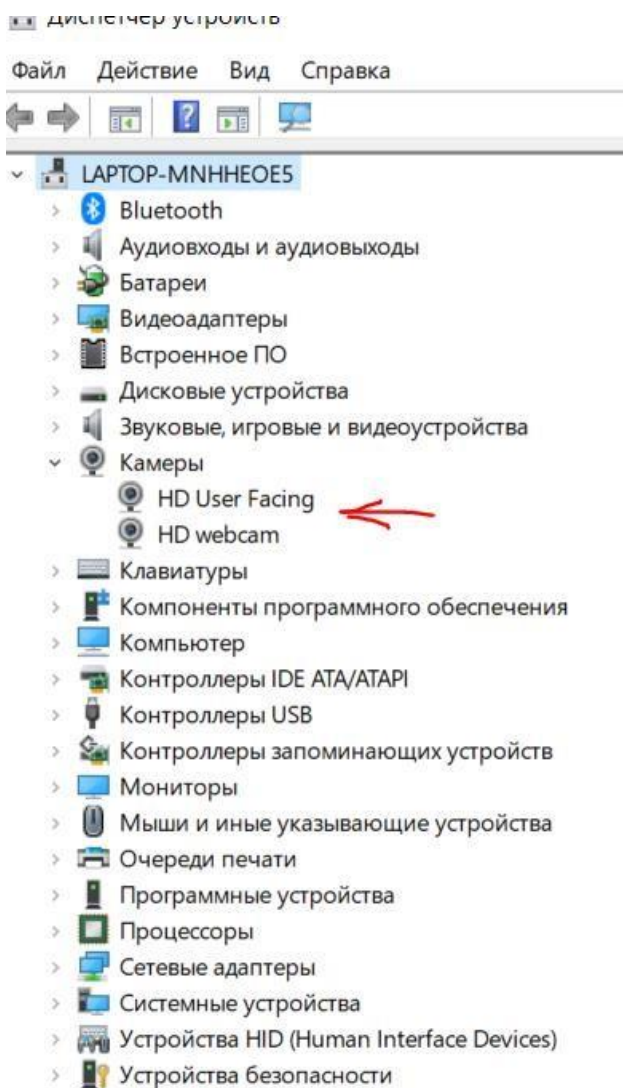 Диспетчер устройств
Файл Действие Вид Справка
LAPTOP-MNHHEOE5
Bluetooth
Аудиовходы и аудиовыходы
Батареи
Видеоадаптеры
Встроенное ПО
Дисковые устройства
Звуковые, игровые и видеоустройства
Камеры
HD User Facing
HD webcam
Клавиатуры
Компоненты программного обеспечения
Компьютер
Контроллеры IDE ATA/ATAPI
Контроллеры USB
Контроллеры запоминающих устройств
Мониторы
Мыши и иные указывающие устройства
Очереди печати
Программные устройства
Процессоры
Сетевые адаптеры
Системные устройства
Устройства HID (Human Interface Devices)
Устройства безопасности